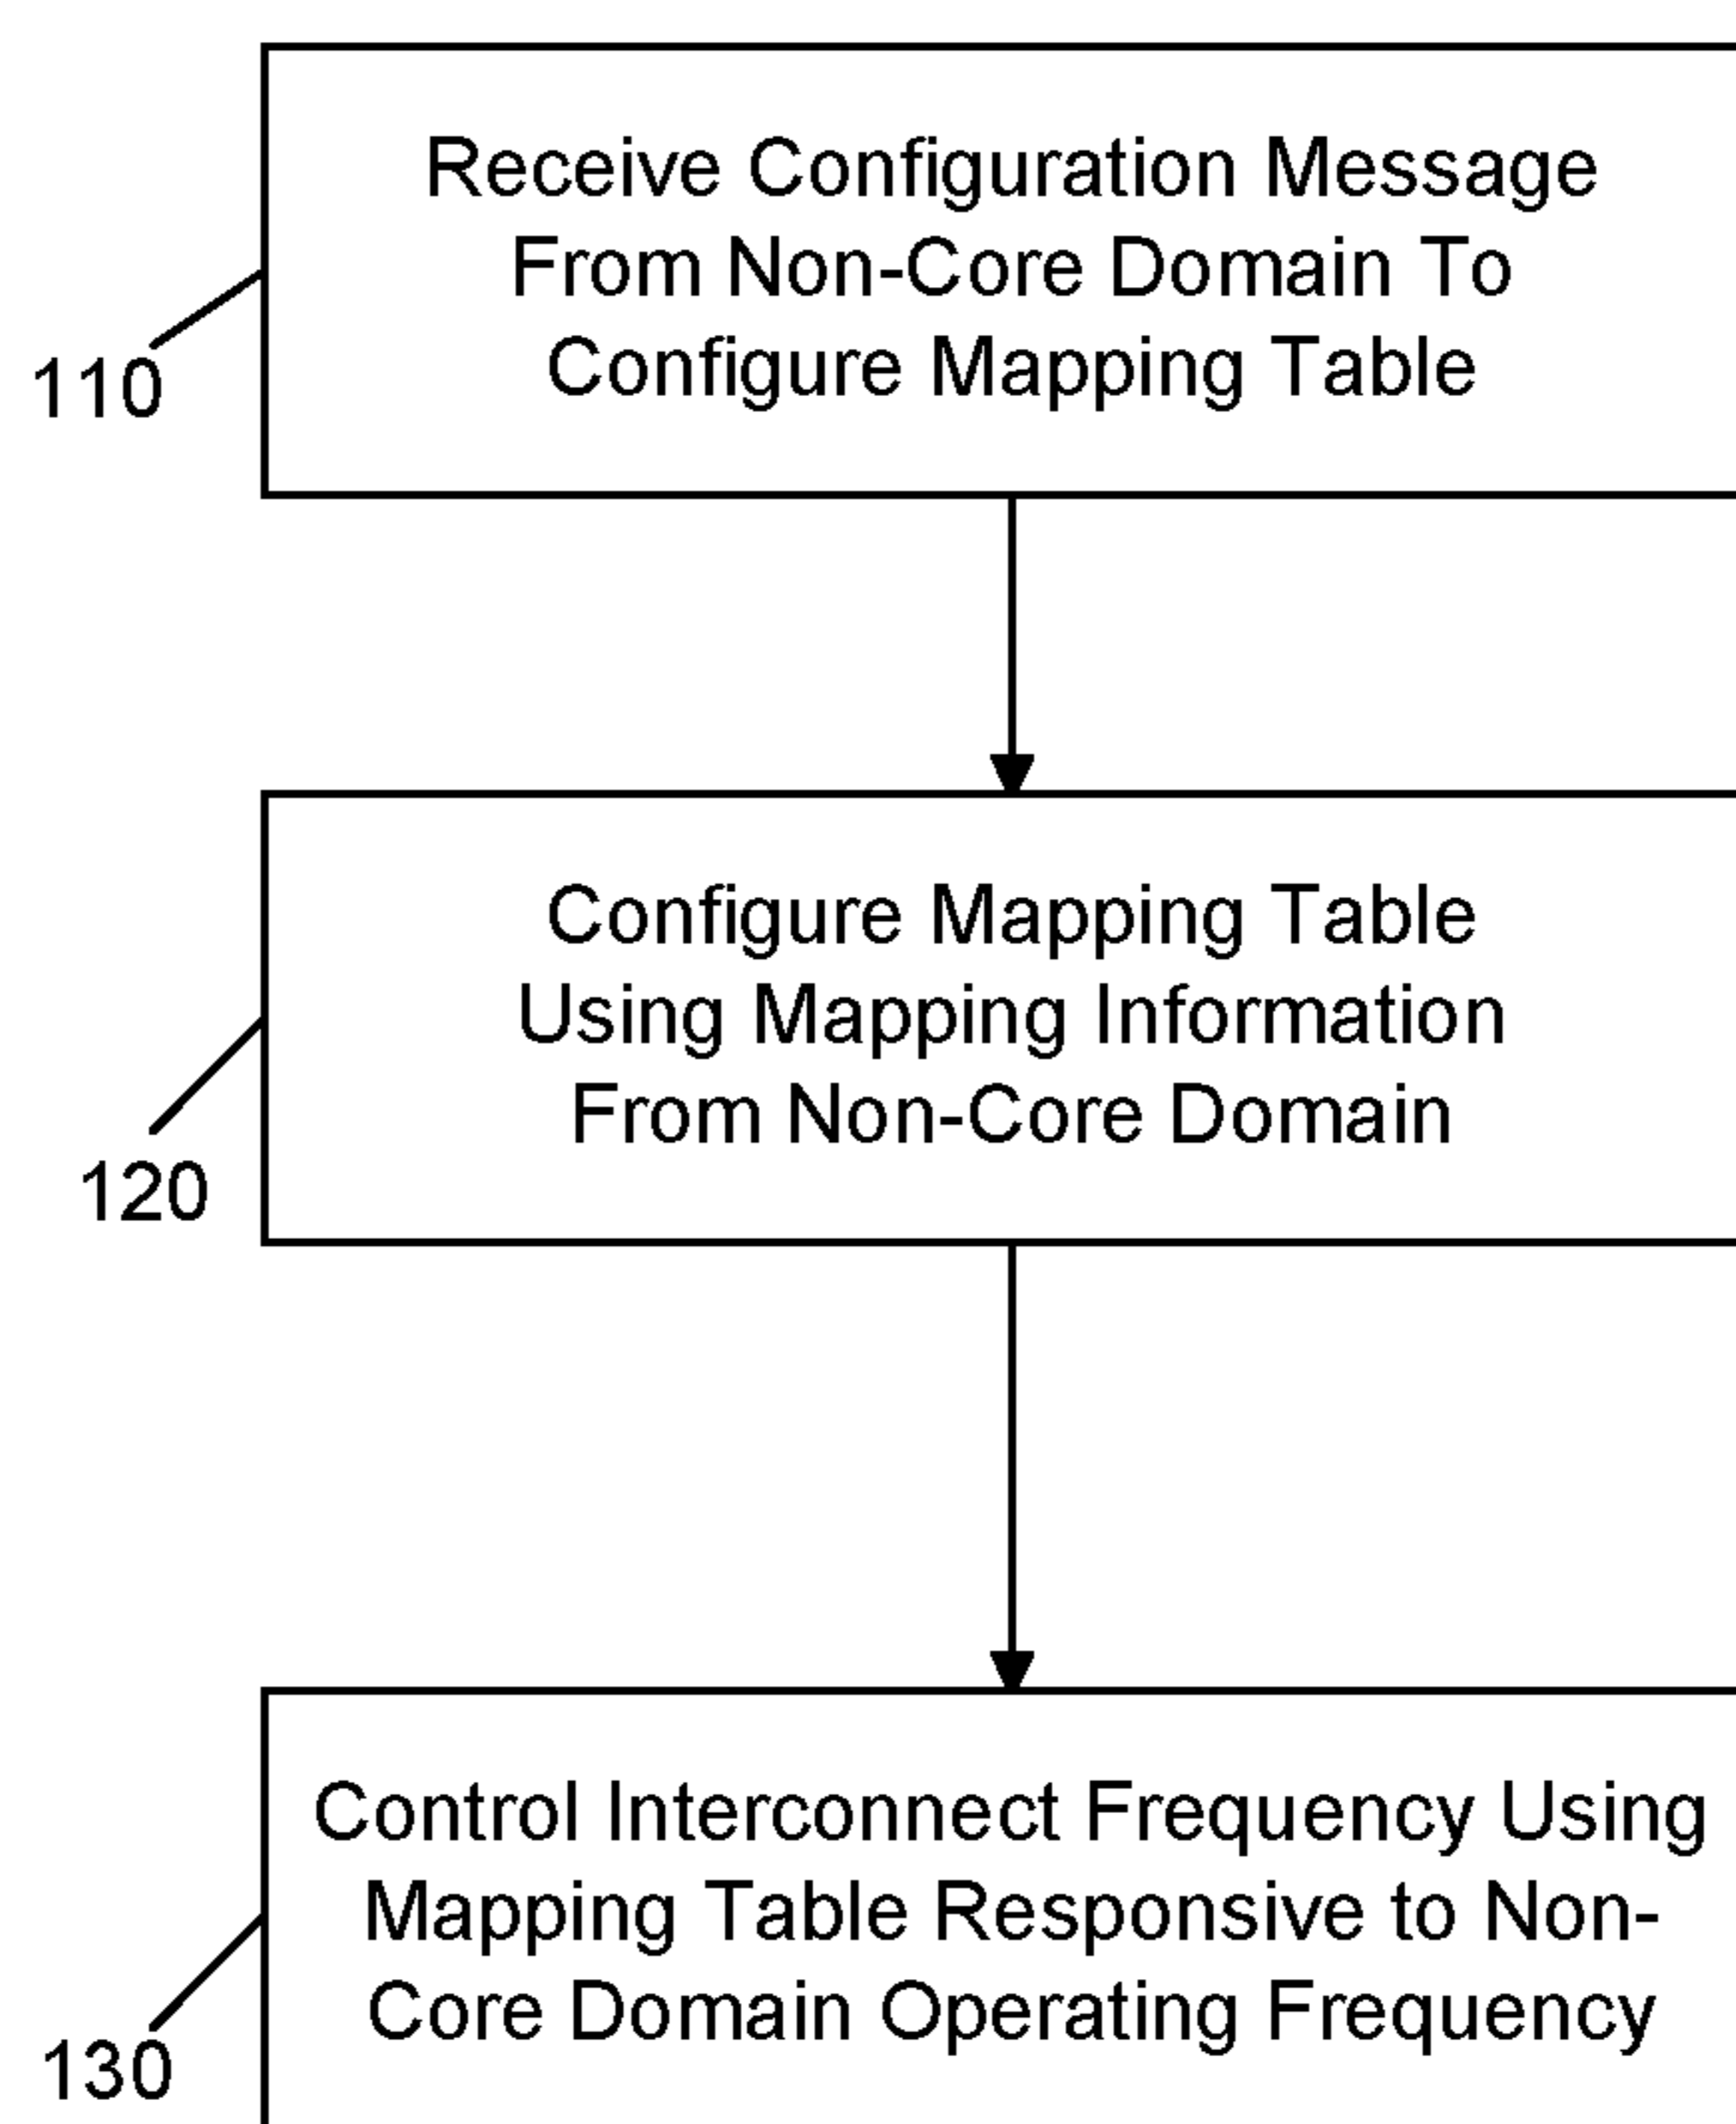 Receive Configuration Message
From Non-Core Domain To
Configure Mapping Table
110
Configure Mapping Table
Using Mapping Information
From Non-Core Domain
120
Control Interconnect Frequency Using
Mapping Table Responsive to Non-
Core Domain Operating Frequency
130